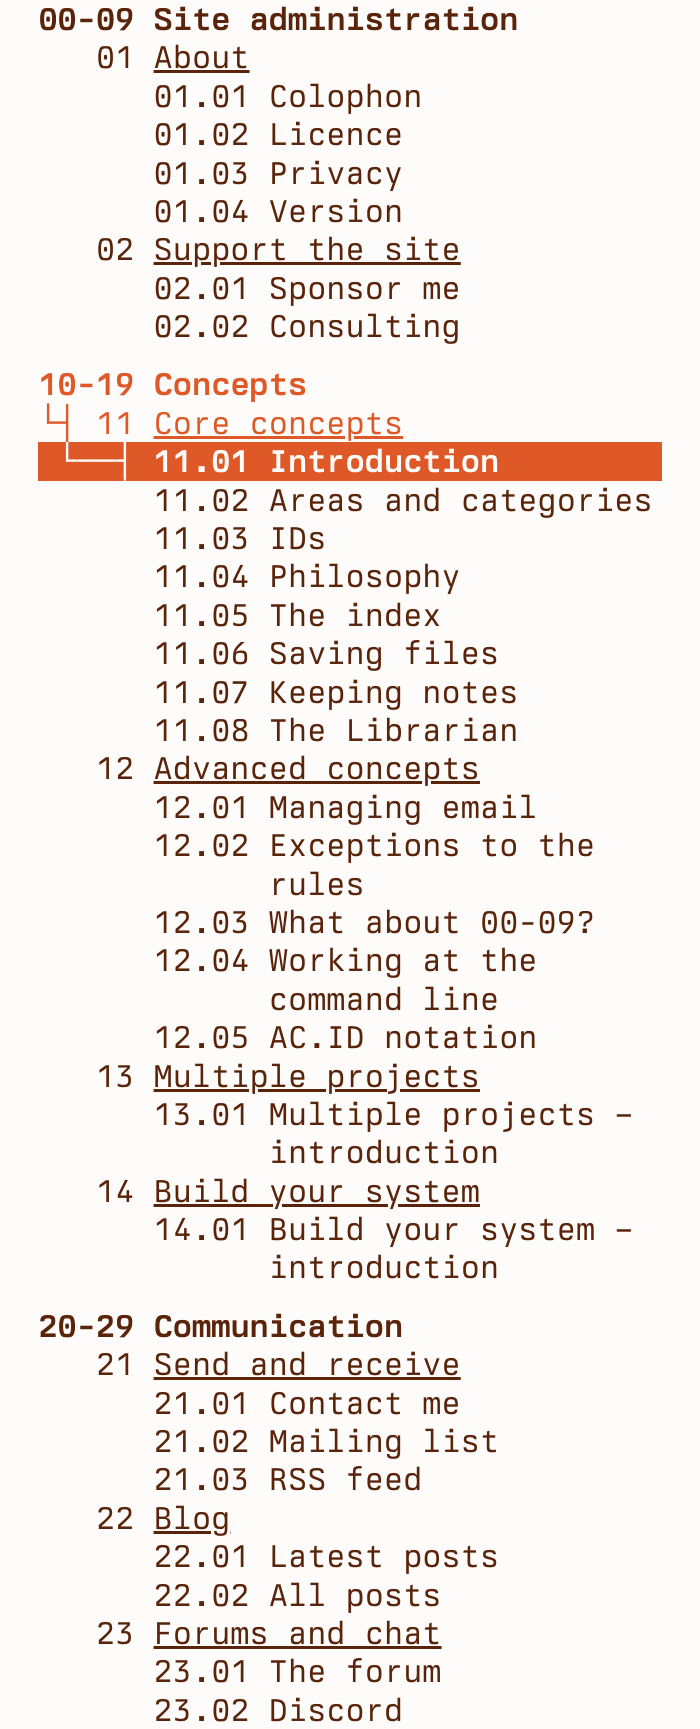 00-09 Site administration
01 About
01.01 Colophon
01.02 Licence
01.03 Privacy
01.04 Version
02 Support the site
02.01 Sponsor me
02.02 Consulting
10-19 Concepts
11 Core concepts
11.01 Introduction
11.02 Areas and categories
11.03 IDs
11.04 Philosophy
11.05 The index
11.06 Saving files
11.07 Keeping notes
11.08 The Librarian
12 Advanced concepts
12.01 Managing email
12.02 Exceptions to the
rules
12.03 What about 00-09?
12.04 Working at the
command line
12.05 AC.ID notation
13 Multiple projects
13.01 Multiple projects –
introduction
14 Build your system
14.01 Build your system –
introduction
20-29 Communication
21 Send and receive
21.01 Contact me
21.02 Mailing list
21.03 RSS feed
22 Blog
22.01 Latest posts
22.02 All posts
23 Forums and chat
23.01 The forum
23.02 Discord